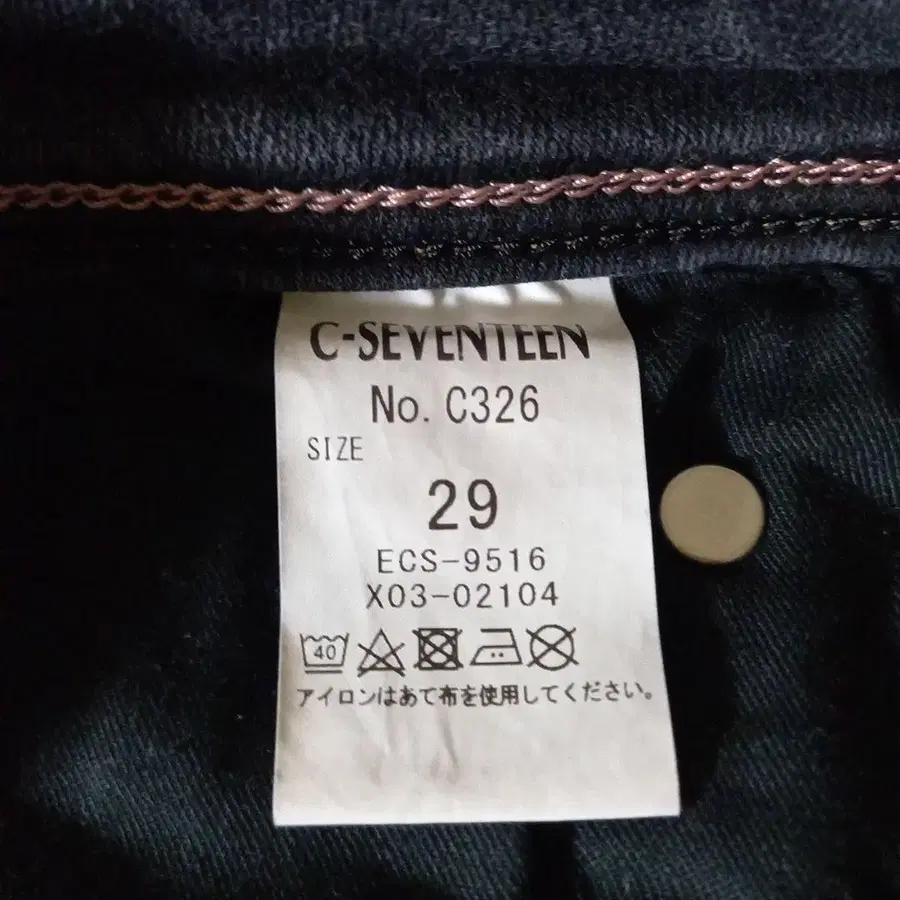 C-SEVENTEEN
No. C326
SIZE
29
ECS-9516
X03-02104
40
アイロンはあて布を使用してください。